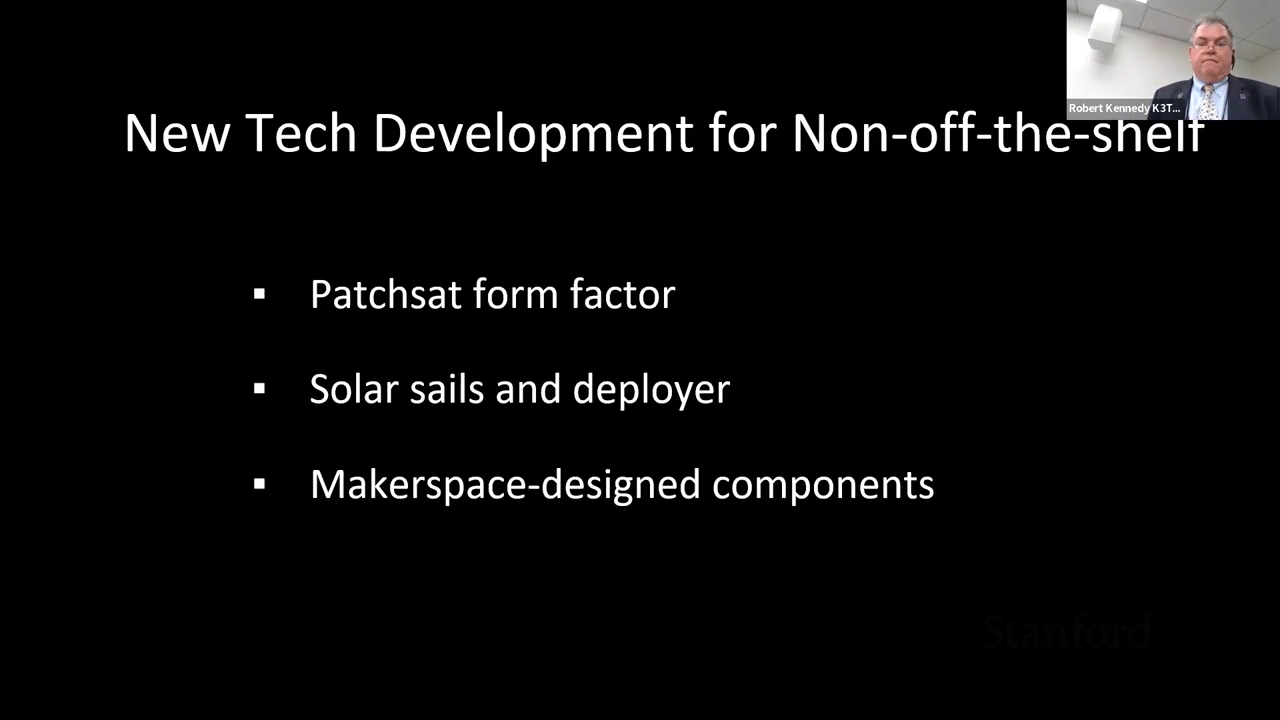 Robert Kennedy K3T...
New Tech Development for Non-off-the-shelf
▪ Patchsat form factor
▪ Solar sails and deployer
▪ Makerspace-designed components
Stanford